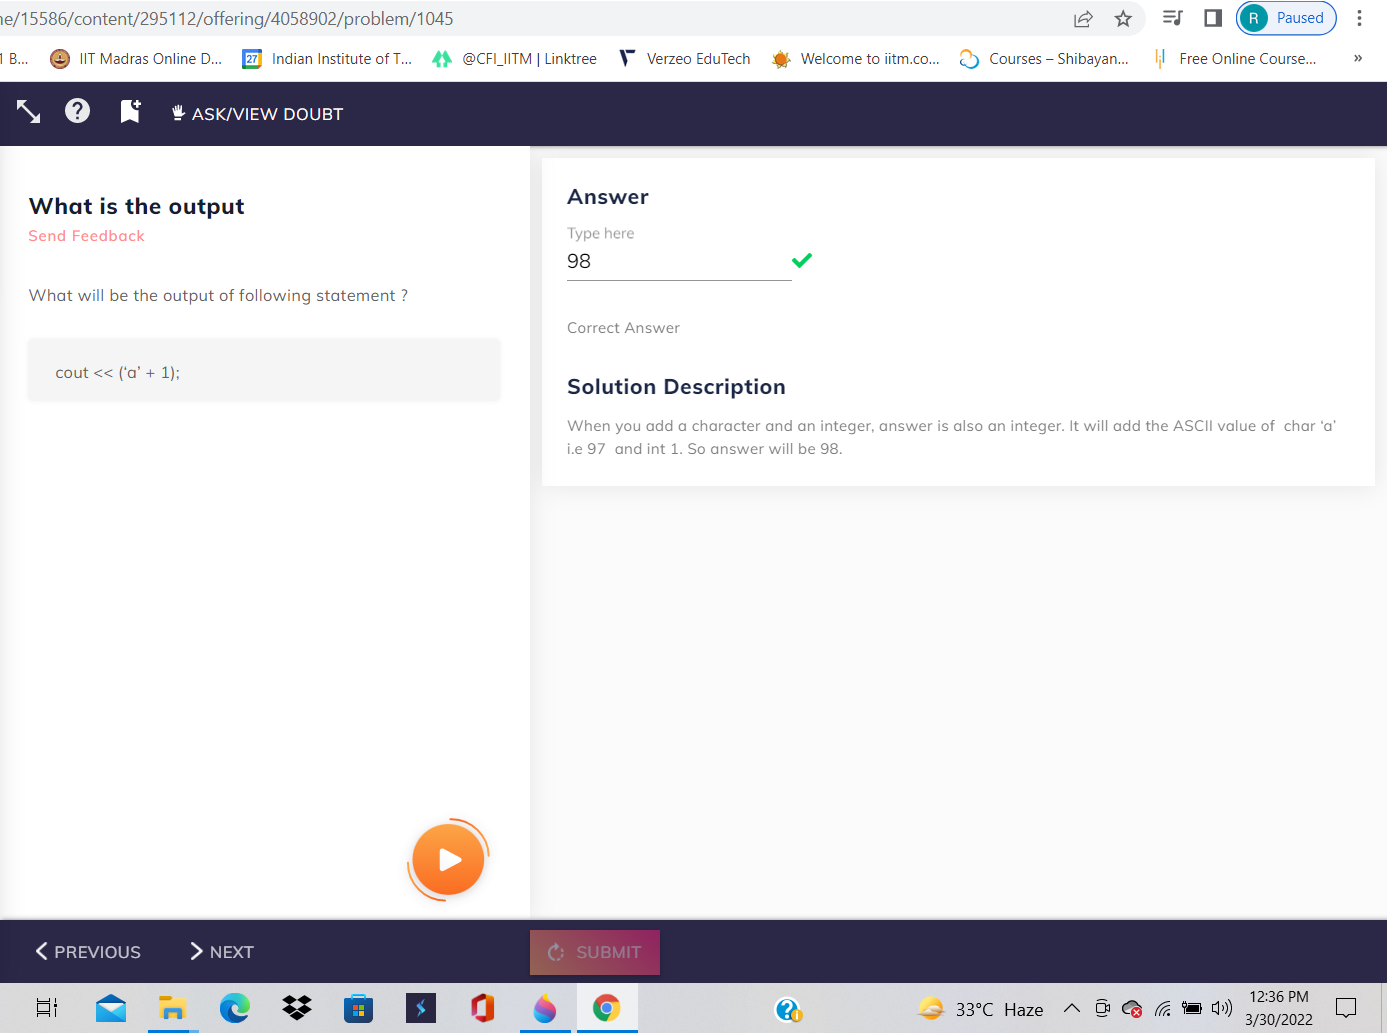 ne/15586/content/295112/offering/4058902/problem/1045
R Paused
1 B... IIT Madras Online D... 27 Indian Institute of T... @CFI_IITM | Linktree Verzeo EduTech Welcome to iitm.co... Courses – Shibayan... Free Online Course... »
ASK/VIEW DOUBT
What is the output
Send Feedback
What will be the output of following statement ?
cout << (‘a’ + 1);
Answer
Type here
98
Correct Answer
Solution Description
When you add a character and an integer, answer is also an integer. It will add the ASCII value of char ‘a’
i.e 97 and int 1. So answer will be 98.
PREVIOUS NEXT SUBMIT
33°C Haze
12:36 PM
3/30/2022